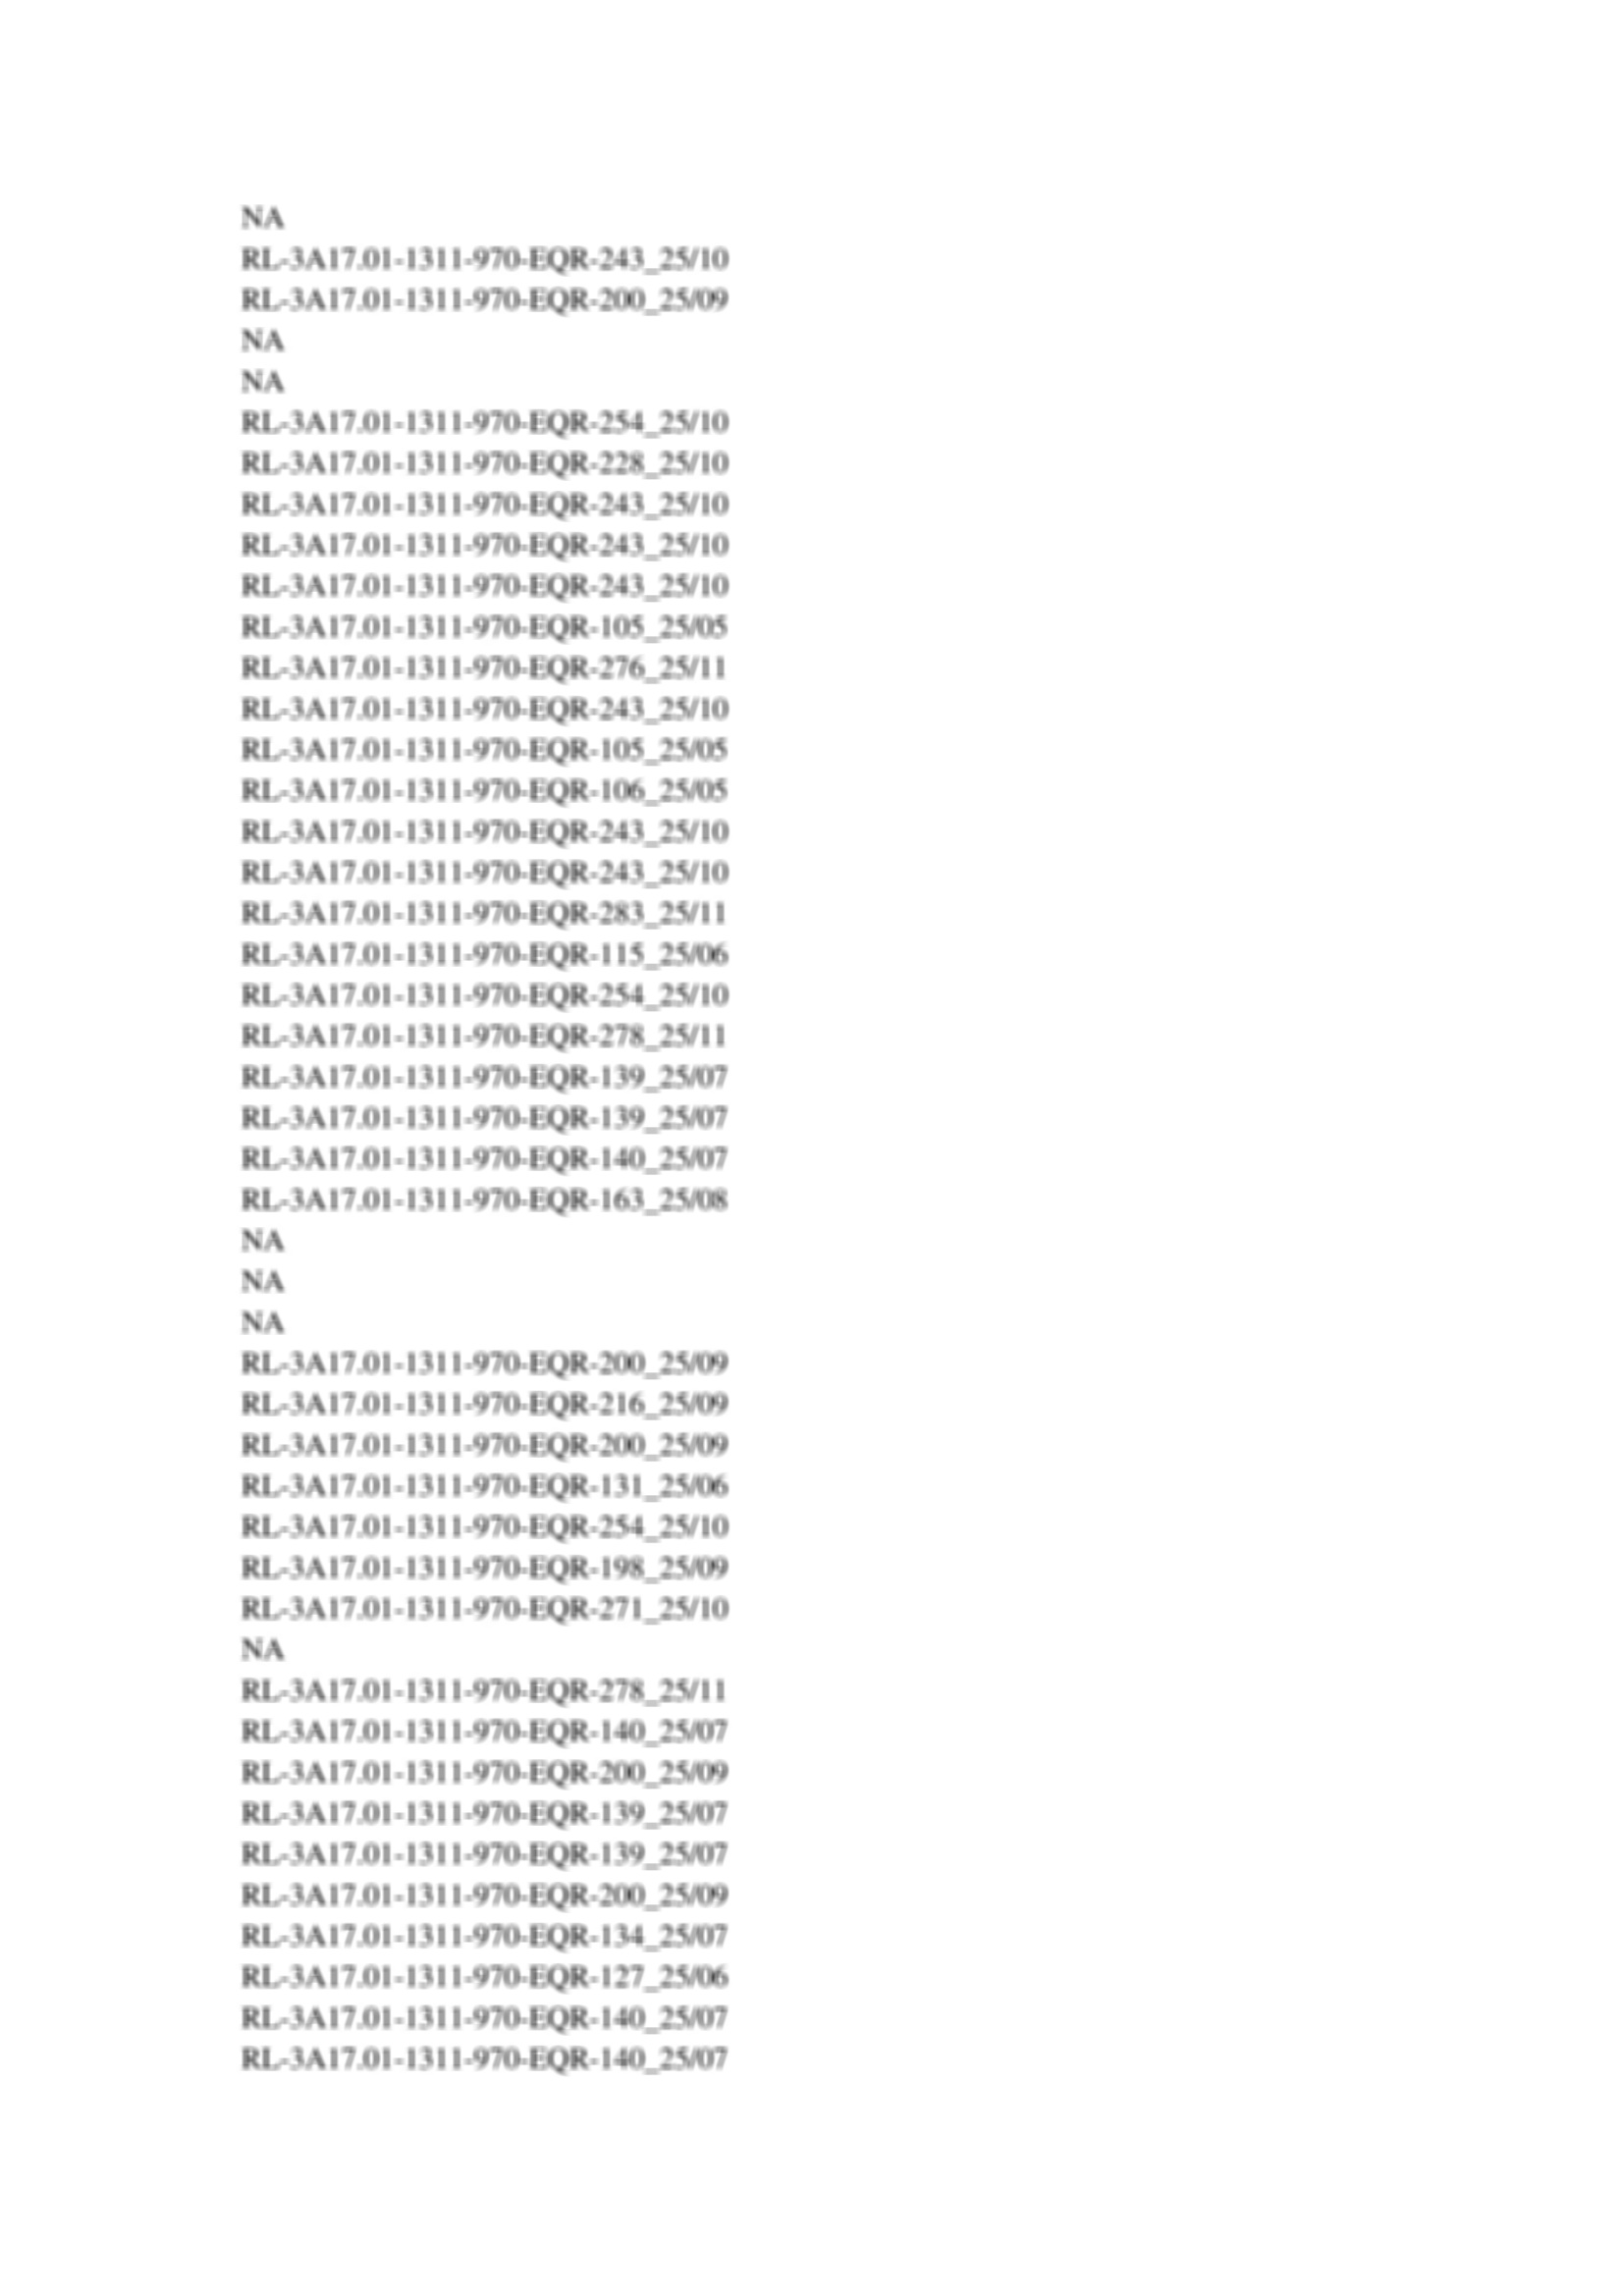 NA
RL-3A17.01-1311-970-EQR-243_25/10
RL-3A17.01-1311-970-EQR-200_25/09
NA
NA
RL-3A17.01-1311-970-EQR-254_25/10
RL-3A17.01-1311-970-EQR-228_25/10
RL-3A17.01-1311-970-EQR-243_25/10
RL-3A17.01-1311-970-EQR-243_25/10
RL-3A17.01-1311-970-EQR-243_25/10
RL-3A17.01-1311-970-EQR-105_25/05
RL-3A17.01-1311-970-EQR-276_25/11
RL-3A17.01-1311-970-EQR-243_25/10
RL-3A17.01-1311-970-EQR-105_25/05
RL-3A17.01-1311-970-EQR-106_25/05
RL-3A17.01-1311-970-EQR-243_25/10
RL-3A17.01-1311-970-EQR-243_25/10
RL-3A17.01-1311-970-EQR-283_25/11
RL-3A17.01-1311-970-EQR-115_25/06
RL-3A17.01-1311-970-EQR-254_25/10
RL-3A17.01-1311-970-EQR-278_25/11
RL-3A17.01-1311-970-EQR-139_25/07
RL-3A17.01-1311-970-EQR-139_25/07
RL-3A17.01-1311-970-EQR-140_25/07
RL-3A17.01-1311-970-EQR-163_25/08
NA
NA
NA
RL-3A17.01-1311-970-EQR-200_25/09
RL-3A17.01-1311-970-EQR-216_25/09
RL-3A17.01-1311-970-EQR-200_25/09
RL-3A17.01-1311-970-EQR-131_25/06
RL-3A17.01-1311-970-EQR-254_25/10
RL-3A17.01-1311-970-EQR-198_25/09
RL-3A17.01-1311-970-EQR-271_25/10
NA
RL-3A17.01-1311-970-EQR-278_25/11
RL-3A17.01-1311-970-EQR-140_25/07
RL-3A17.01-1311-970-EQR-200_25/09
RL-3A17.01-1311-970-EQR-139_25/07
RL-3A17.01-1311-970-EQR-139_25/07
RL-3A17.01-1311-970-EQR-200_25/09
RL-3A17.01-1311-970-EQR-134_25/07
RL-3A17.01-1311-970-EQR-127_25/06
RL-3A17.01-1311-970-EQR-140_25/07
RL-3A17.01-1311-970-EQR-140_25/07